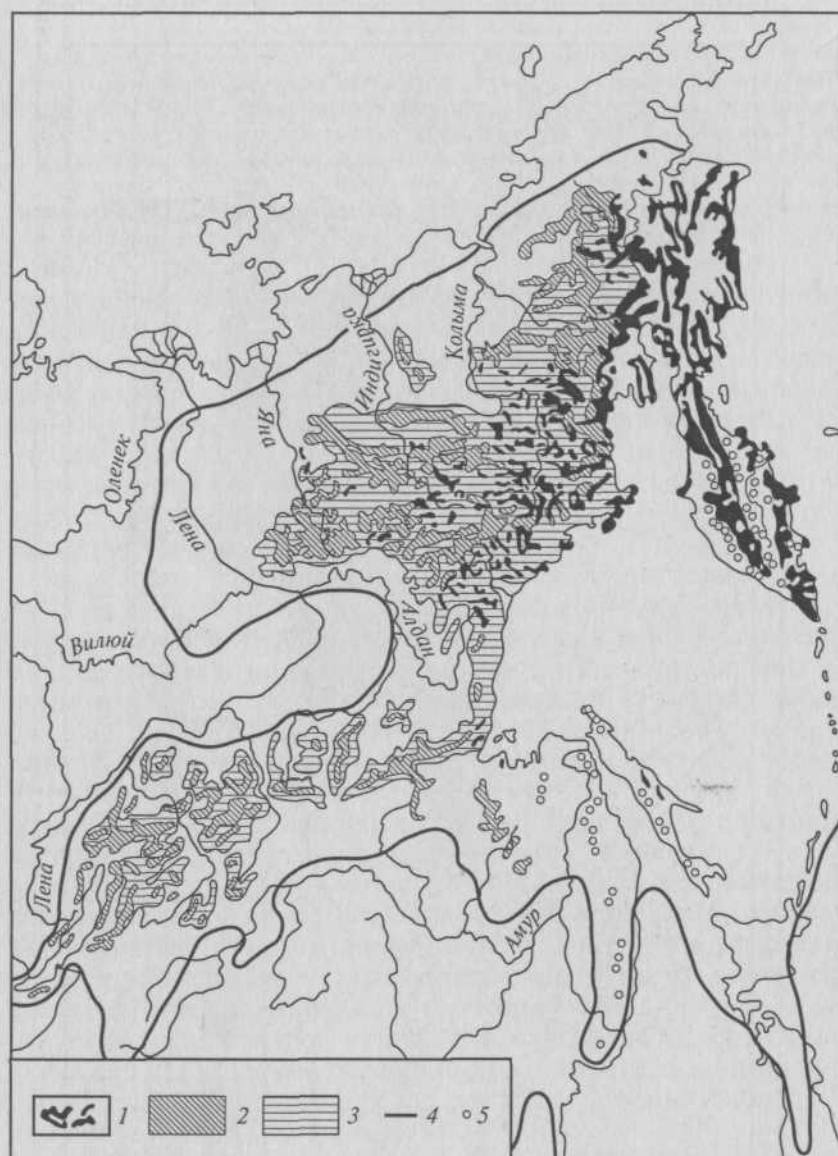 Колыма
Индигирка
Яна
Оленек
Лена
Алдан
Вилюй
Лена
Амур
1 2 3 4 5